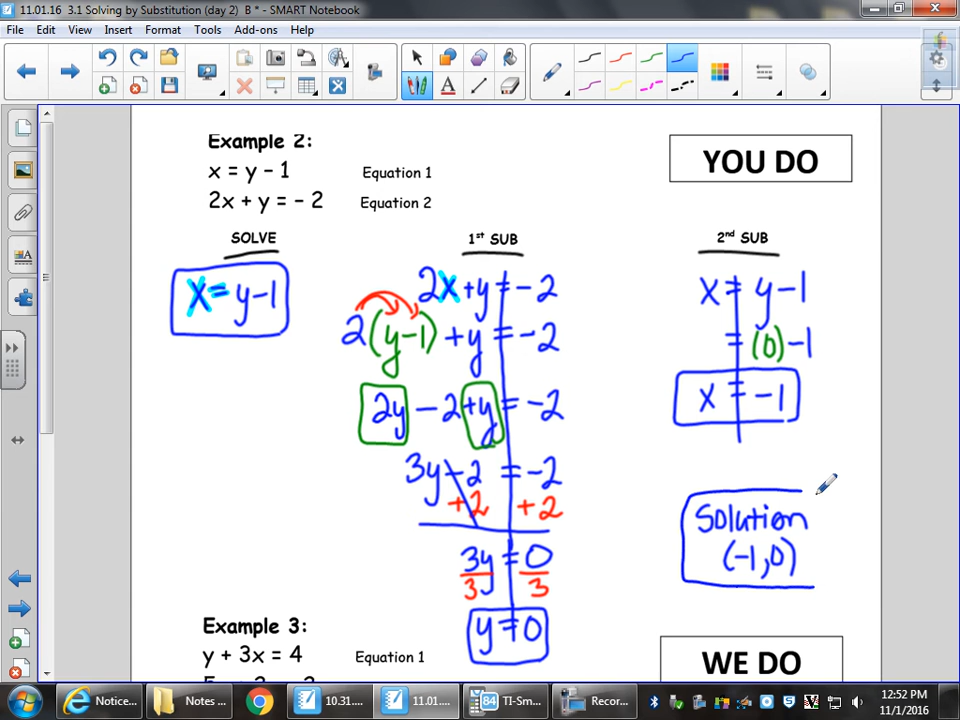 11.01.16 3.1 Solving by Substitution (day 2) B * - SMART Notebook
File Edit View Insert Format Tools Add-ons Help
Example 2:
YOU DO
x = y – 1 Equation 1
2x + y = – 2 Equation 2
SOLVE 1st SUB 2nd SUB
x = y-1
2x + y = -2
2(y-1) + y = -2
2y - 2 + y = -2
3y - 2 = -2
+2 +2
3y = 0
3 3
y = 0
x = y - 1
= (0) - 1
x = -1
Solution
(-1,0)
Example 3:
y + 3x = 4 Equation 1
WE DO
Notice... Notes ... 10.31.... 11.01.... TI-Sm... Recor...
84
12:52 PM
11/1/2016